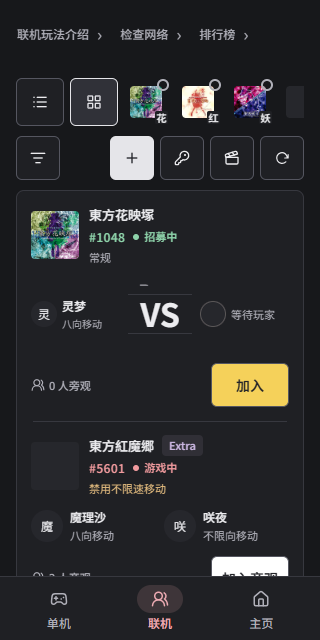 联机玩法介绍 检查网络 排行榜
花 红 妖
東方花映塚
#1048 招募中
常规
灵 灵梦
八向移动
VS
等待玩家
0 人旁观
加入
東方紅魔郷 Extra
#5601 游戏中
禁用不限速移动
魔 魔理沙
八向移动
咲 咲夜
不限向移动
单机 联机 主页